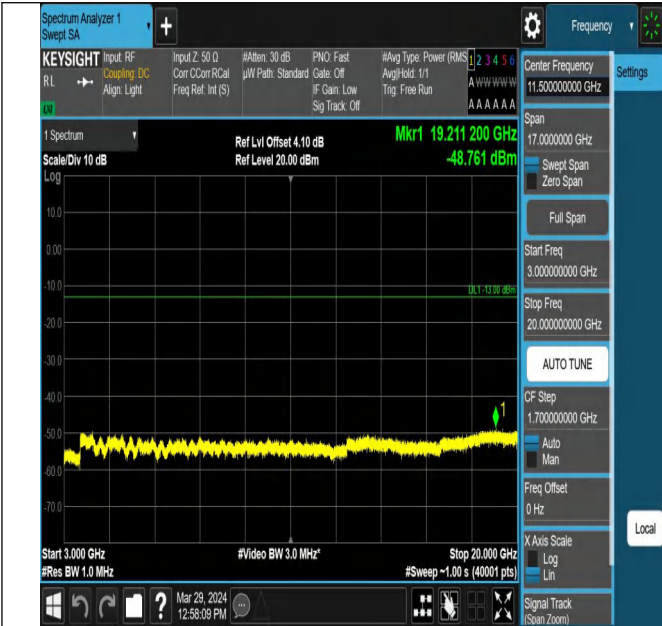 Spectrum Analyzer 1
Swept SA
+
Frequency
KEYSIGHT
RL
LXI
Input: RF
Coupling: DC
Align: Light
Input Z: 50 Ω
Corr CCorr RCal
Freq Ref: Int (S)
#Atten: 30 dB
µW Path: Standard
PNO: Fast
Gate: Off
IF Gain: Low
Sig Track: Off
#Avg Type: Power (RMS
Avg|Hold: 1/1
Trig: Free Run
1 2 3 4 5 6
A W W W W W
A A A A A A
1 Spectrum
Scale/Div 10 dB
Ref Lvl Offset 4.10 dB
Ref Level 20.00 dBm
Mkr1 19.211 200 GHz
-48.761 dBm
Log
10.0
0.00
-10.0
-20.0
-30.0
-40.0
-50.0
-60.0
-70.0
DL1 -13.00 dBm
1
Start 3.000 GHz
#Res BW 1.0 MHz
#Video BW 3.0 MHz*
Stop 20.000 GHz
#Sweep ~1.00 s (40001 pts)
Mar 29, 2024
12:58:09 PM
?
Center Frequency
11.500000000 GHz
Span
17.0000000 GHz
Swept Span
Zero Span
Full Span
Start Freq
3.000000000 GHz
Stop Freq
20.000000000 GHz
AUTO TUNE
CF Step
1.700000000 GHz
Auto
Man
Freq Offset
0 Hz
X Axis Scale
Log
Lin
Signal Track
(Span Zoom)
Settings
Local